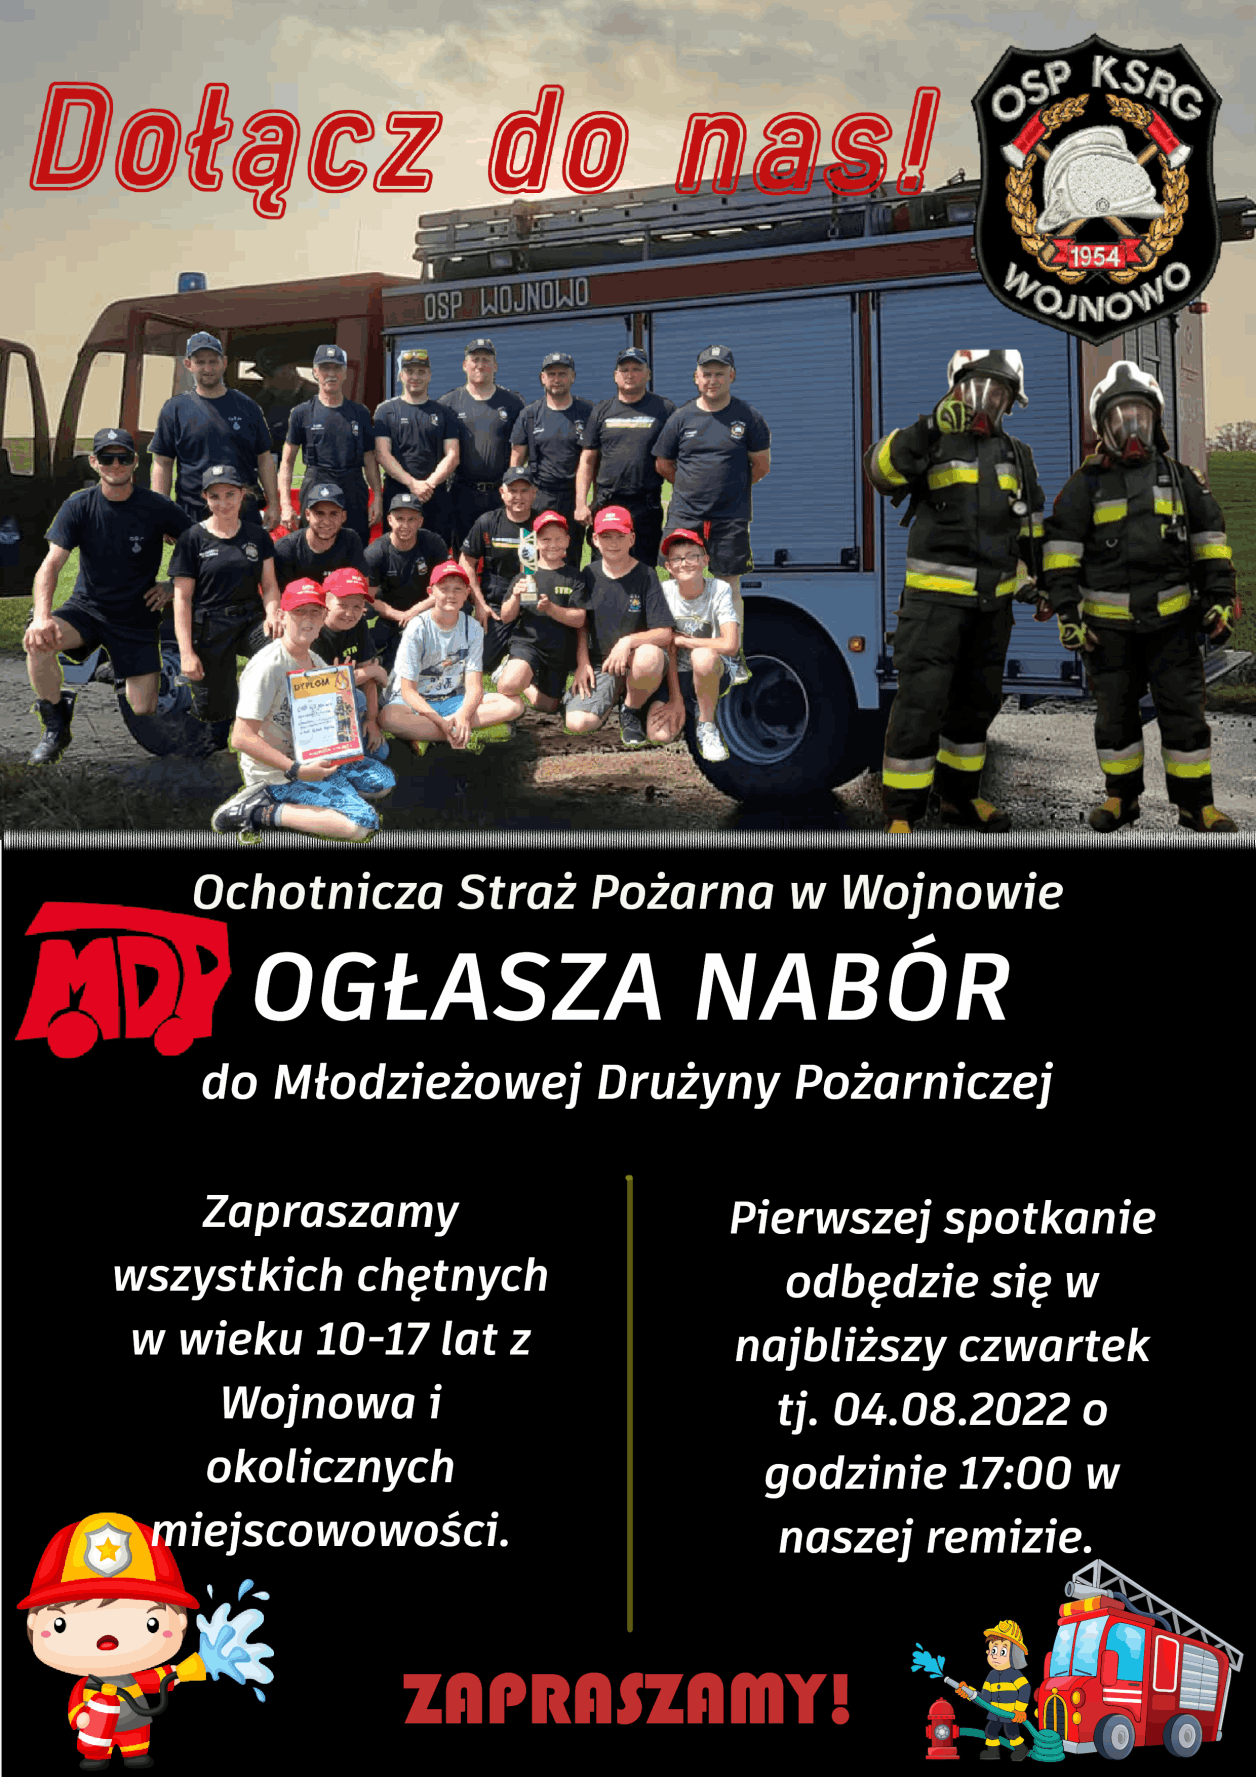 Dołącz do nas!
OSP KSRG
1954
WOJNOWO
OSP WOJNOWO
DYPLOM
Ochotnicza Straż Pożarna w Wojnowie
MDP
OGŁASZA NABÓR
do Młodzieżowej Drużyny Pożarniczej
Zapraszamy
wszystkich chętnych
w wieku 10-17 lat z
Wojnowa i
okolicznych
miejscowowości.
Pierwszej spotkanie
odbędzie się w
najbliższy czwartek
tj. 04.08.2022 o
godzinie 17:00 w
naszej remizie.
ZAPRASZAMY!